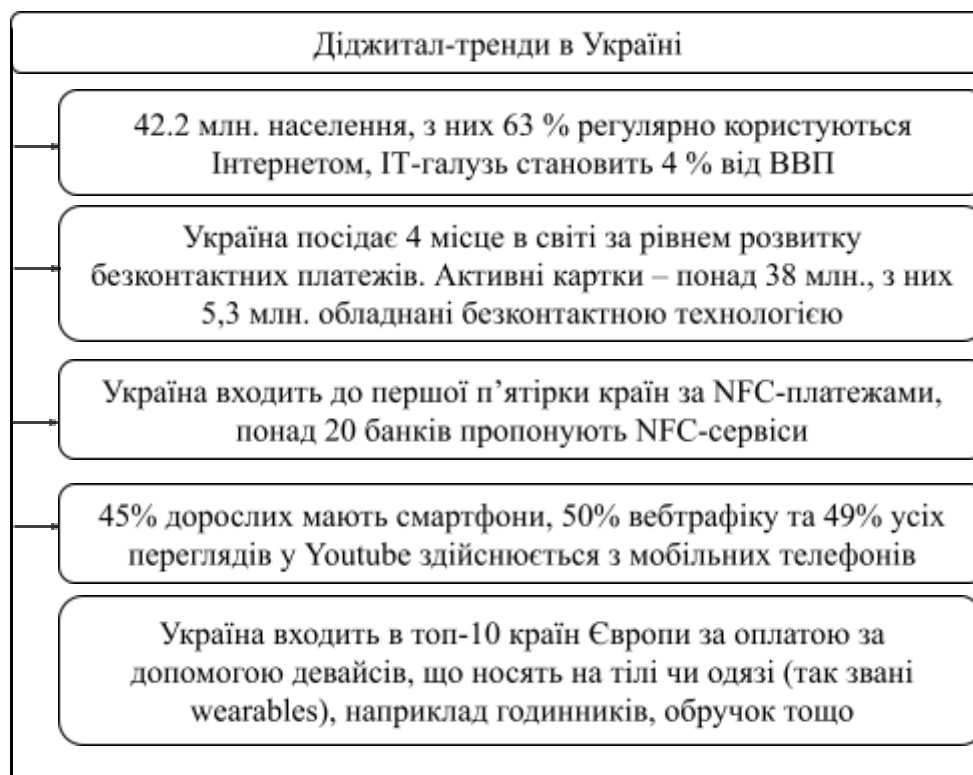 Діджитал-тренди в Україні
42.2 млн. населення, з них 63 % регулярно користуються
Інтернетом, ІТ-галузь становить 4 % від ВВП
Україна посідає 4 місце в світі за рівнем розвитку
безконтактних платежів. Активні картки – понад 38 млн., з них
5,3 млн. обладнані безконтактною технологією
Україна входить до першої п’ятірки країн за NFC-платежами,
понад 20 банків пропонують NFC-сервіси
45% дорослих мають смартфони, 50% вебтрафіку та 49% усіх
переглядів у Youtube здійснюється з мобільних телефонів
Україна входить в топ-10 країн Європи за оплатою за
допомогою девайсів, що носять на тілі чи одязі (так звані
wearables), наприклад годинників, обручок тощо